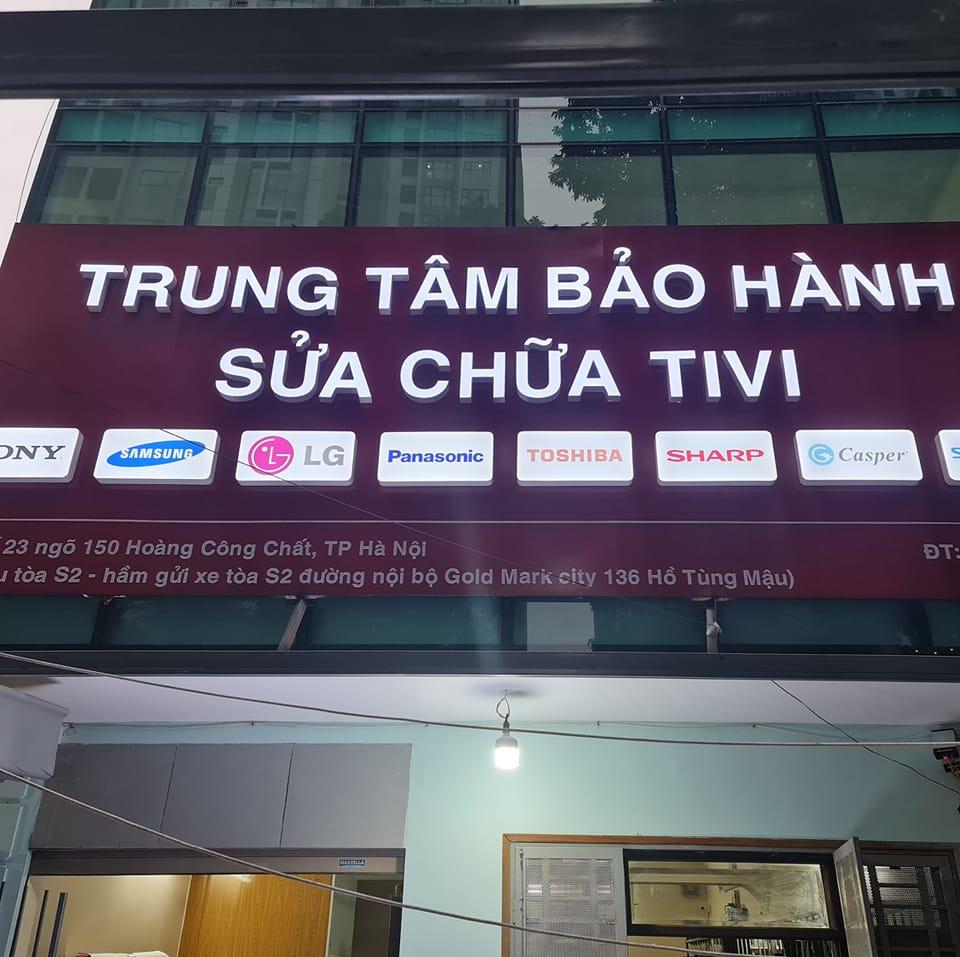 TRUNG TÂM BẢO HÀNH
SỬA CHỮA TIVI
ONY
SAMSUNG
LG
Panasonic
TOSHIBA
SHARP
Casper
23 ngõ 150 Hoàng Công Chất, TP Hà Nội
ĐT:
tòa S2 - hầm gửi xe tòa S2 đường nội bộ Gold Mark city 136 Hồ Tùng Mậu)